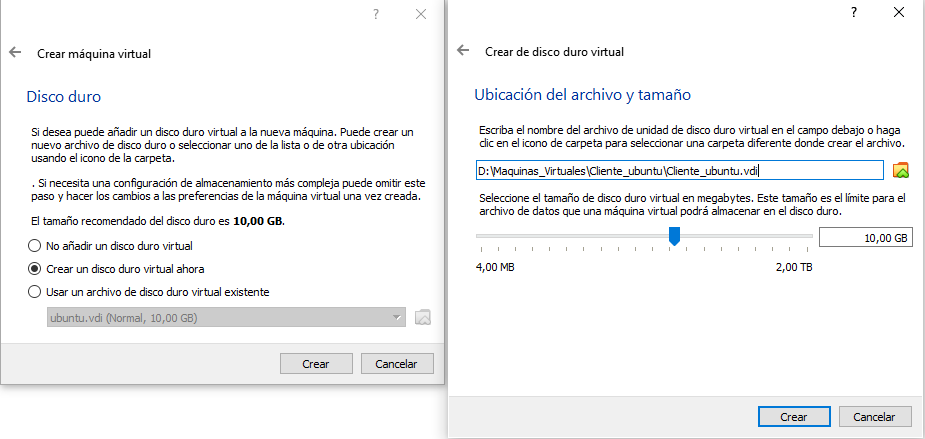 ?
Crear máquina virtual
Disco duro
Si desea puede añadir un disco duro virtual a la nueva máquina. Puede crear un
nuevo archivo de disco duro o seleccionar uno de la lista o de otra ubicación
usando el icono de la carpeta.
. Si necesita una configuración de almacenamiento más compleja puede omitir este
paso y hacer los cambios a las preferencias de la máquina virtual una vez creada.
El tamaño recomendado del disco duro es 10,00 GB.
No añadir un disco duro virtual
Crear un disco duro virtual ahora
Usar un archivo de disco duro virtual existente
ubuntu.vdi (Normal, 10,00 GB)
Crear
Cancelar
?
Crear de disco duro virtual
Ubicación del archivo y tamaño
Escriba el nombre del archivo de unidad de disco duro virtual en el campo debajo o haga
clic en el icono de carpeta para seleccionar una carpeta diferente donde crear el archivo.
D:\Maquinas_Virtuales\Cliente_ubuntu\Cliente_ubuntu.vdi
Seleccione el tamaño de disco duro virtual en megabytes. Este tamaño es el límite para el
archivo de datos que una máquina virtual podrá almacenar en el disco duro.
10,00 GB
4,00 MB
2,00 TB
Crear
Cancelar